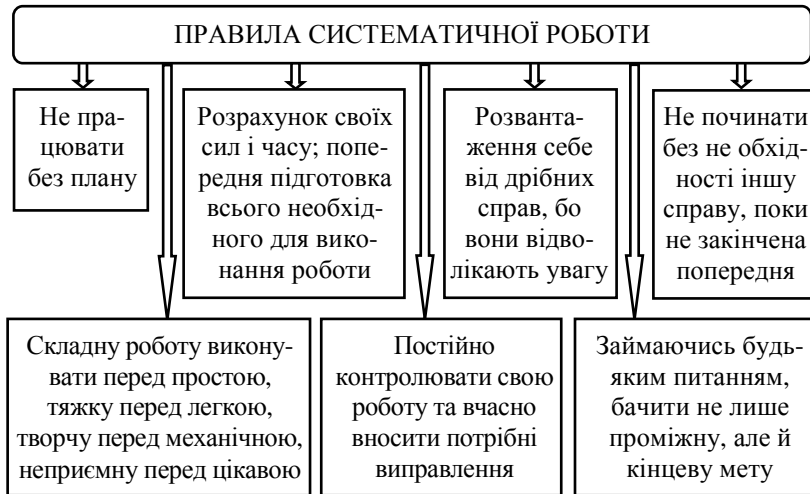 ПРАВИЛА СИСТЕМАТИЧНОЇ РОБОТИ
Не пра-
цювати
без плану
Розрахунок своїх
сил і часу; попе-
редня підготовка
всього необхід-
ного для вико-
нання роботи
Розванта-
ження себе
від дрібних
справ, бо
вони відво-
лікають увагу
Не починати
без не обхід-
ності іншу
справу, поки
не закінчена
попередня
Складну роботу викону-
вати перед простою,
тяжку перед легкою,
творчу перед механічною,
неприємну перед цікавою
Постійно
контролювати свою
роботу та вчасно
вносити потрібні
виправлення
Займаючись будь-
яким питанням,
бачити не лише
проміжну, але й
кінцеву мету